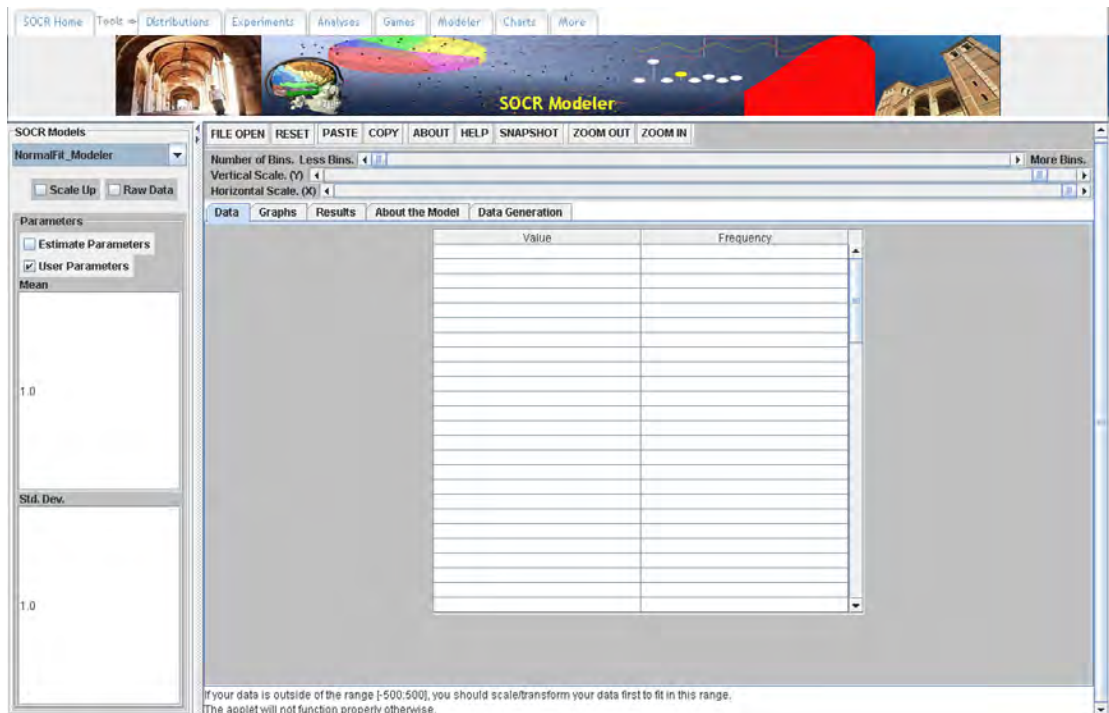 SOCR Home Tools ⇒ Distributions Experiments Analyses Games Modeler Charts More
SOCR Modeler
SOCR Models
NormalFit_Modeler
Scale Up Raw Data
Parameters
Estimate Parameters
User Parameters
Mean
1.0
Std. Dev.
1.0
FILE OPEN RESET PASTE COPY ABOUT HELP SNAPSHOT ZOOM OUT ZOOM IN
Number of Bins. Less Bins. More Bins.
Vertical Scale. (Y)
Horizontal Scale. (X)
Data Graphs Results About the Model Data Generation
Value Frequency
If your data is outside of the range [-500;500], you should scale/transform your data first to fit in this range.
The applet will not function properly otherwise.